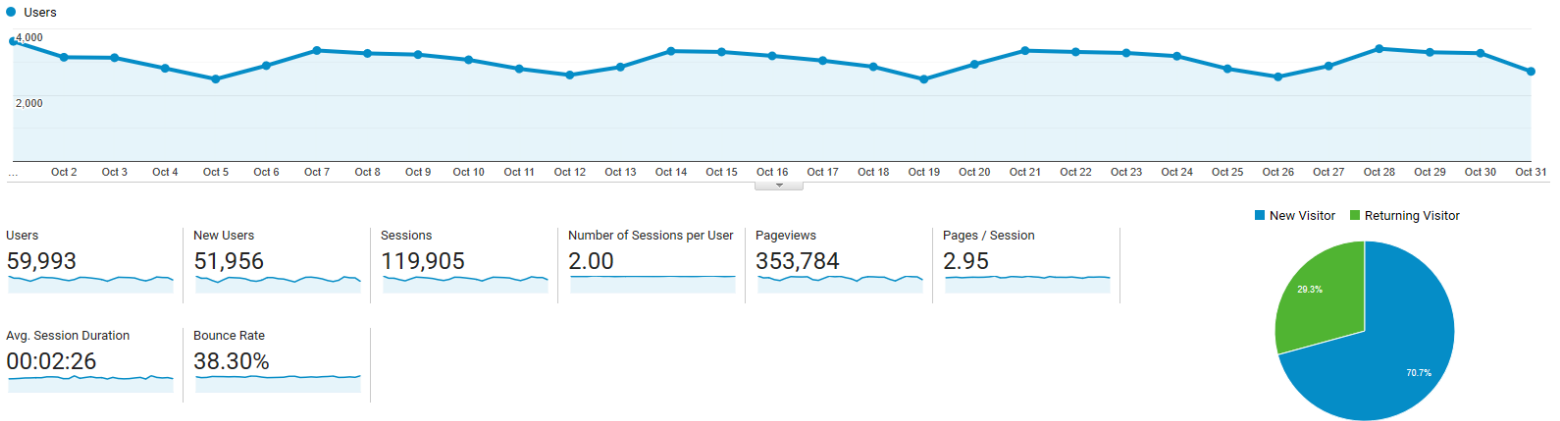 Users
4,000
2,000
... Oct 2 Oct 3 Oct 4 Oct 5 Oct 6 Oct 7 Oct 8 Oct 9 Oct 10 Oct 11 Oct 12 Oct 13 Oct 14 Oct 15 Oct 16 Oct 17 Oct 18 Oct 19 Oct 20 Oct 21 Oct 22 Oct 23 Oct 24 Oct 25 Oct 26 Oct 27 Oct 28 Oct 29 Oct 30 Oct 31
Users
59,993
New Users
51,956
Sessions
119,905
Number of Sessions per User
2.00
Pageviews
353,784
Pages / Session
2.95
Avg. Session Duration
00:02:26
Bounce Rate
38.30%
New Visitor Returning Visitor
29.3%
70.7%